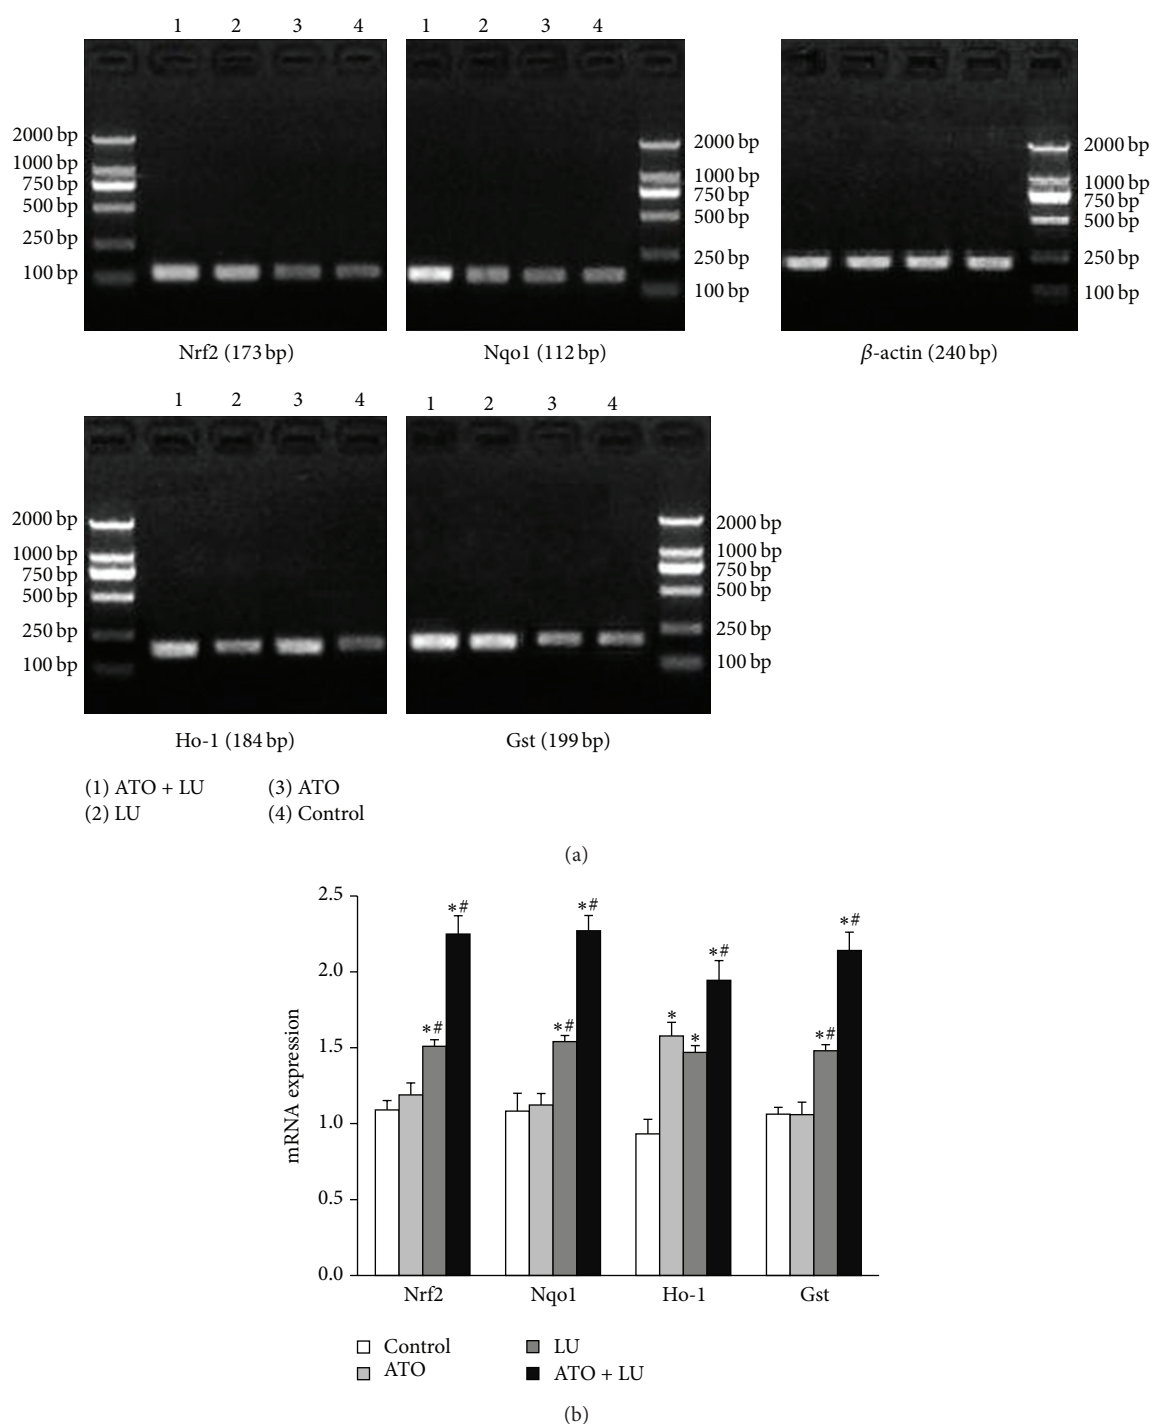 1 2 3 4 1 2 3 4
2000 bp
1000 bp
750 bp
500 bp
250 bp
100 bp
2000 bp
1000 bp
750 bp
500 bp
250 bp
100 bp
2000 bp
1000 bp
750 bp
500 bp
250 bp
100 bp
Nrf2 (173 bp) Nqo1 (112 bp) β-actin (240 bp)
1 2 3 4 1 2 3 4
2000 bp
1000 bp
750 bp
500 bp
250 bp
100 bp
2000 bp
1000 bp
750 bp
500 bp
250 bp
100 bp
Ho-1 (184 bp) Gst (199 bp)
(1) ATO + LU (3) ATO
(2) LU (4) Control
(a)
mRNA expression
2.5
2.0
1.5
1.0
0.5
0.0
*# *# *# *#
*# *# * * *#
Nrf2 Nqo1 Ho-1 Gst
Control LU
ATO ATO + LU
(b)